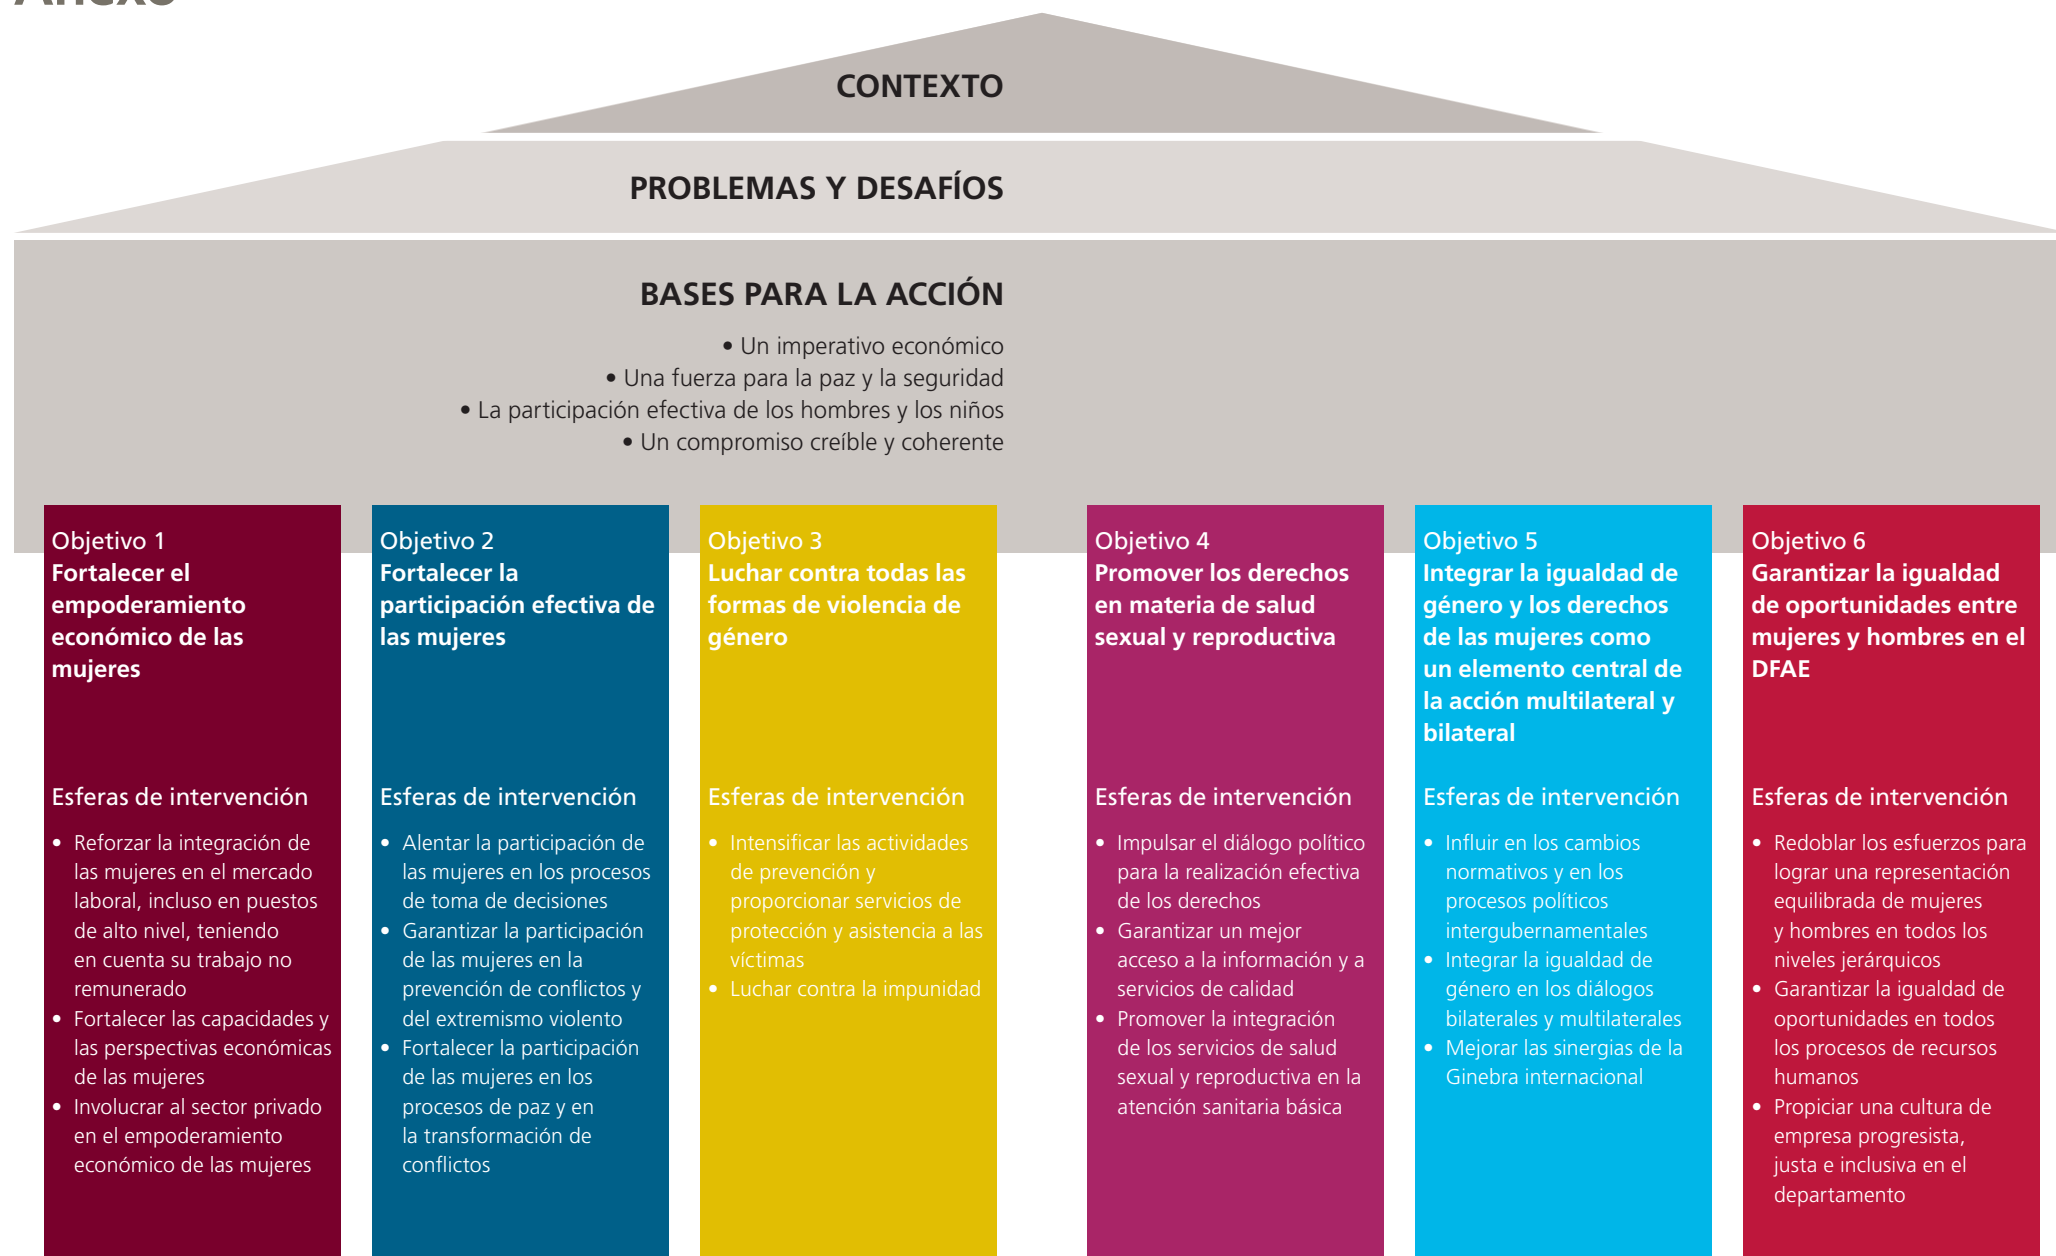 Anexo
CONTEXTO
PROBLEMAS Y DESAFÍOS
BASES PARA LA ACCIÓN
• Un imperativo económico
• Una fuerza para la paz y la seguridad
• La participación efectiva de los hombres y los niños
• Un compromiso creíble y coherente
Objetivo 1
Fortalecer el
empoderamiento
económico de las
mujeres
Esferas de intervención
• Reforzar la integración de
las mujeres en el mercado
laboral, incluso en puestos
de alto nivel, teniendo
en cuenta su trabajo no
remunerado
• Fortalecer las capacidades y
las perspectivas económicas
de las mujeres
• Involucrar al sector privado
en el empoderamiento
económico de las mujeres
Objetivo 2
Fortalecer la
participación efectiva de
las mujeres
Esferas de intervención
• Alentar la participación de
las mujeres en los procesos
de toma de decisiones
• Garantizar la participación
de las mujeres en la
prevención de conflictos y
del extremismo violento
• Fortalecer la participación
de las mujeres en los
procesos de paz y en
la transformación de
conflictos
Objetivo 3
Luchar contra todas las
formas de violencia de
género
Esferas de intervención
• Intensificar las actividades
de prevención y
proporcionar servicios de
protección y asistencia a las
víctimas
• Luchar contra la impunidad
Objetivo 4
Promover los derechos
en materia de salud
sexual y reproductiva
Esferas de intervención
• Impulsar el diálogo político
para la realización efectiva
de los derechos
• Garantizar un mejor
acceso a la información y a
servicios de calidad
• Promover la integración
de los servicios de salud
sexual y reproductiva en la
atención sanitaria básica
Objetivo 5
Integrar la igualdad de
género y los derechos
de las mujeres como
un elemento central de
la acción multilateral y
bilateral
Esferas de intervención
• Influir en los cambios
normativos y en los
procesos políticos
intergubernamentales
• Integrar la igualdad de
género en los diálogos
bilaterales y multilaterales
• Mejorar las sinergias de la
Ginebra internacional
Objetivo 6
Garantizar la igualdad
de oportunidades entre
mujeres y hombres en el
DFAE
Esferas de intervención
• Redoblar los esfuerzos para
lograr una representación
equilibrada de mujeres
y hombres en todos los
niveles jerárquicos
• Garantizar la igualdad de
oportunidades en todos
los procesos de recursos
humanos
• Propiciar una cultura de
empresa progresista,
justa e inclusiva en el
departamento